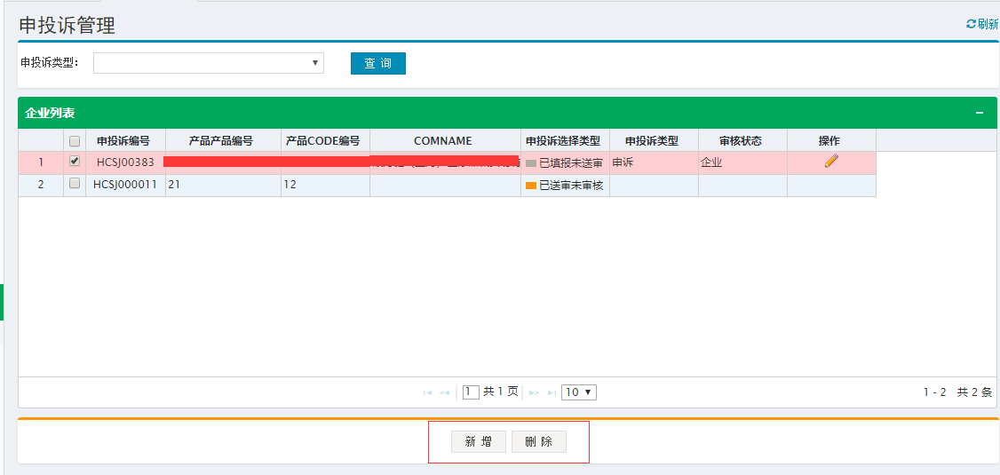 申投诉管理
刷新
申投诉类型：
查 询
企业列表
申投诉编号 产品产品编号 产品CODE编号 COMNAME 申投诉选择类型 申投诉类型 审核状态 操作
1 HCSJ00383 已填报未送审 申诉 企业
2 HCSJ000011 21 12 已送审未审核
1 共 1 页 10
1 - 2 共 2 条
新 增 删 除